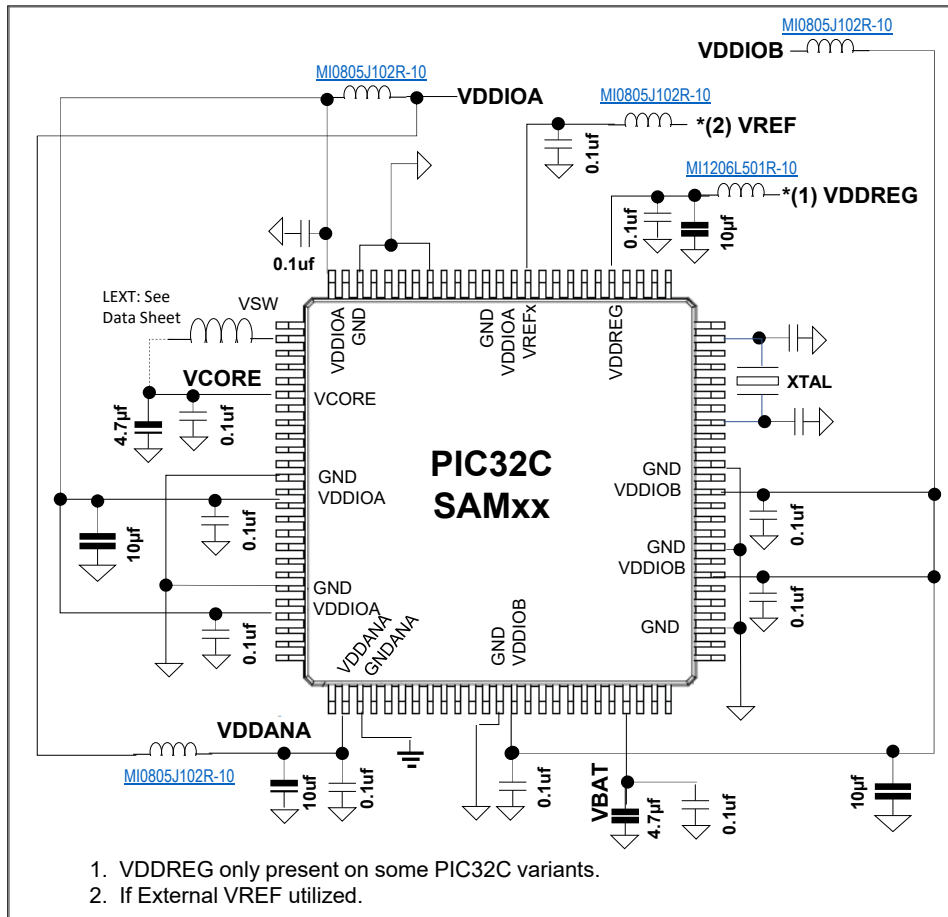 MI0805J102R-10
VDDIOB
MI0805J102R-10
VDDIOA
MI0805J102R-10
*(2) VREF
0.1uf
MI1206L501R-10
*(1) VDDREG
0.1uf
10µf
0.1uf
LEXT: See
Data Sheet
VSW
VDDIOA
GND
GND
VDDIOA
VREFx
VDDREG
VCORE
VCORE
4.7µf
0.1uf
XTAL
PIC32C
SAMxx
GND
VDDIOA
10µf
0.1uf
GND
VDDIOB
0.1uf
GND
VDDIOB
0.1uf
GND
VDDIOA
0.1uf
GND
VDDANA
GNDANA
GND
VDDIOB
VDDANA
MI0805J102R-10
10uf
0.1uf
0.1uf
VBAT
4.7µf
0.1uf
10µf
1. VDDREG only present on some PIC32C variants.
2. If External VREF utilized.